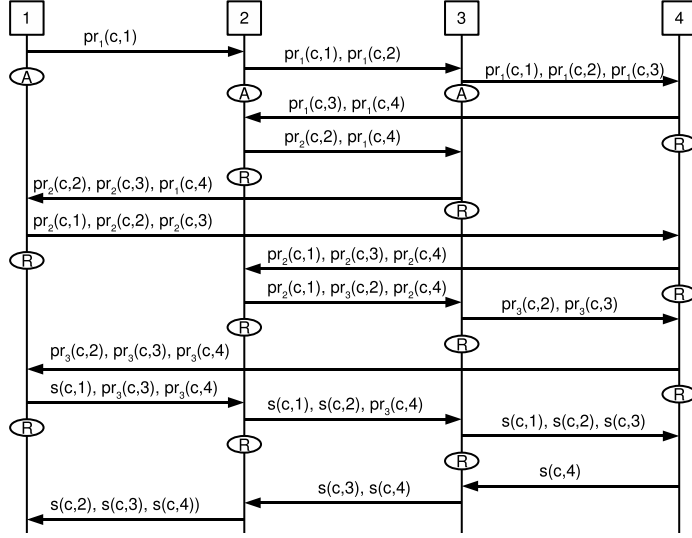 1 2 3 4
pr₁(c,1)
pr₁(c,1), pr₁(c,2)
pr₁(c,1), pr₁(c,2), pr₁(c,3)
A A A
pr₁(c,3), pr₁(c,4)
pr₂(c,2), pr₁(c,4)
R
R
pr₂(c,2), pr₂(c,3), pr₁(c,4)
R
pr₂(c,1), pr₂(c,2), pr₂(c,3)
R
pr₂(c,1), pr₂(c,3), pr₂(c,4)
pr₂(c,1), pr₃(c,2), pr₂(c,4)
R
pr₃(c,2), pr₃(c,3)
R
R
pr₃(c,2), pr₃(c,3), pr₃(c,4)
s(c,1), pr₃(c,3), pr₃(c,4)
R
s(c,1), s(c,2), pr₃(c,4)
R
s(c,1), s(c,2), s(c,3)
R
R
s(c,4)
s(c,3), s(c,4)
s(c,2), s(c,3), s(c,4))